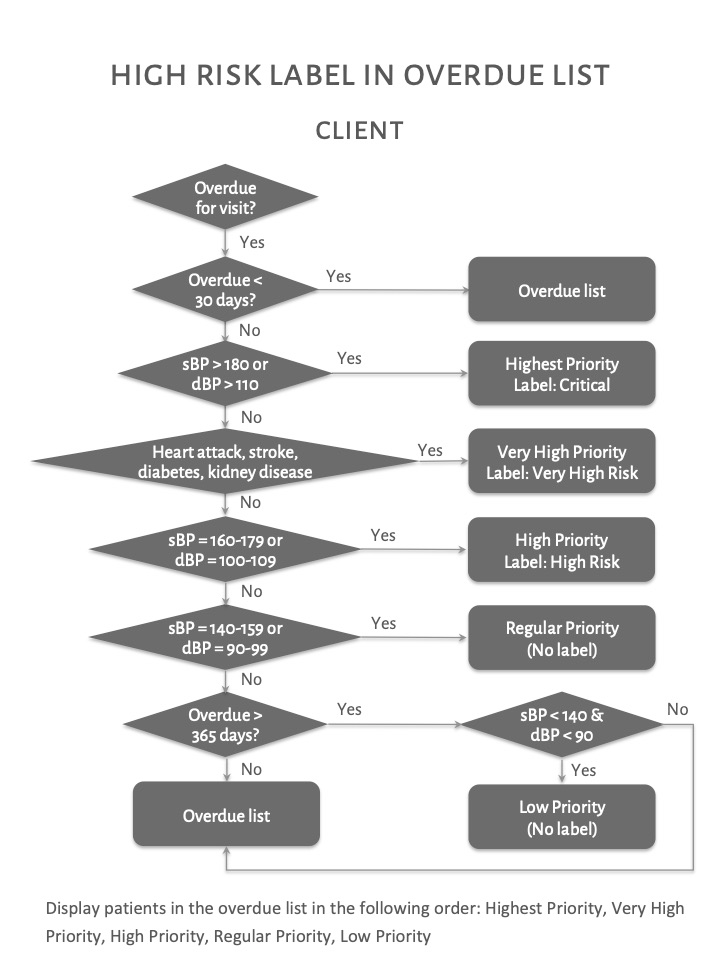 HIGH RISK LABEL IN OVERDUE LIST
CLIENT
Overdue
for visit?
Yes
Overdue <
30 days?
Yes
Overdue list
No
sBP > 180 or
dBP > 110
Yes
Highest Priority
Label: Critical
No
Heart attack, stroke,
diabetes, kidney disease
Yes
Very High Priority
Label: Very High Risk
No
sBP = 160-179 or
dBP = 100-109
Yes
High Priority
Label: High Risk
No
sBP = 140-159 or
dBP = 90-99
Yes
Regular Priority
(No label)
No
Overdue >
365 days?
Yes
sBP < 140 &
dBP < 90
No
No
Yes
Overdue list
Low Priority
(No label)
Display patients in the overdue list in the following order: Highest Priority, Very High
Priority, High Priority, Regular Priority, Low Priority